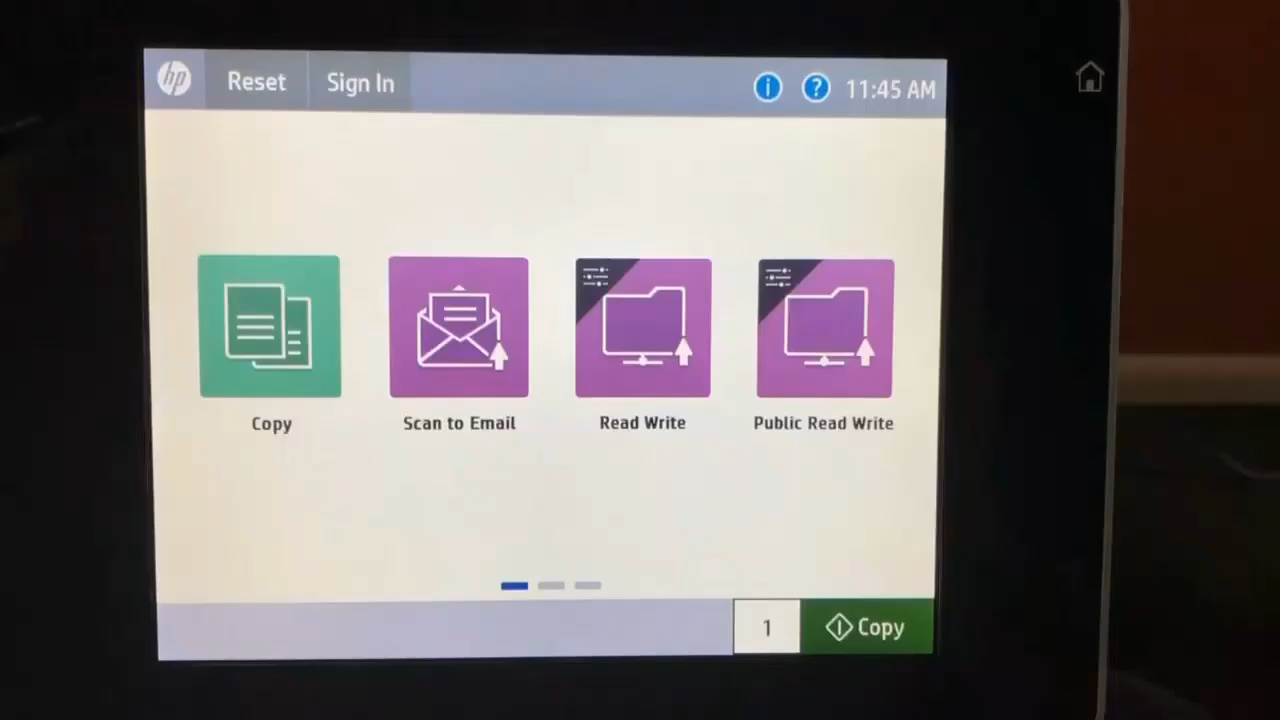 hp
Reset
Sign In
i
?
11:45 AM
Copy
Scan to Email
Read Write
Public Read Write
1
Copy